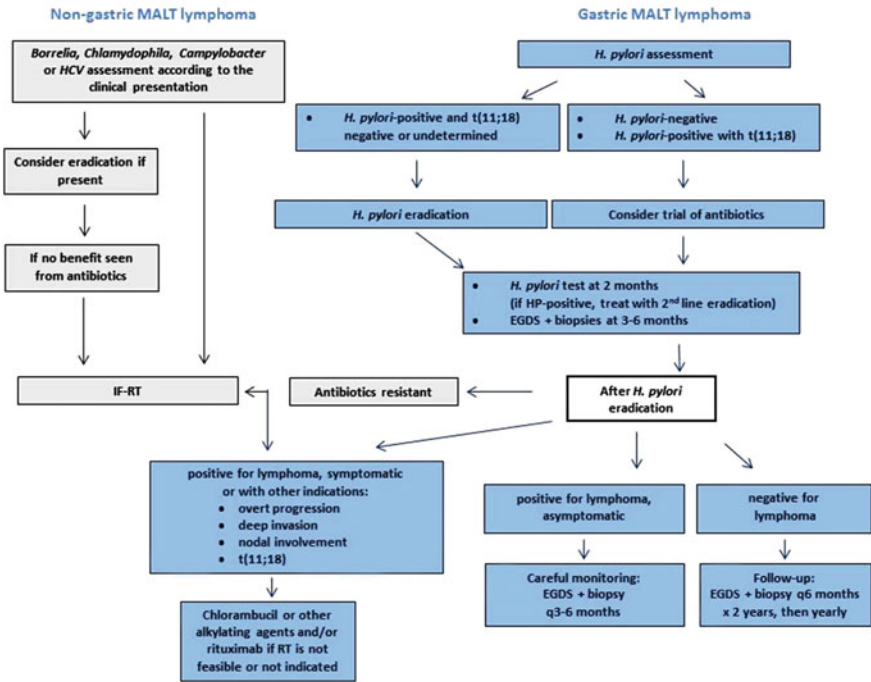 Non-gastric MALT lymphoma
Borrelia, Chlamydophila, Campylobacter
or HCV assessment according to the
clinical presentation
Consider eradication if
present
If no benefit seen
from antibiotics
IF-RT
Gastric MALT lymphoma
H. pylori assessment
• H. pylori-positive and t(11;18)
negative or undetermined
• H. pylori-negative
• H. pylori-positive with t(11;18)
H. pylori eradication
Consider trial of antibiotics
• H. pylori test at 2 months
(if HP-positive, treat with 2nd line eradication)
• EGDS + biopsies at 3-6 months
Antibiotics resistant
After H. pylori
eradication
positive for lymphoma, symptomatic
or with other indications:
• overt progression
• deep invasion
• nodal involvement
• t(11;18)
positive for lymphoma,
asymptomatic
negative for
lymphoma
Chlorambucil or other
alkylating agents and/or
rituximab if RT is not
feasible or not indicated
Careful monitoring:
EGDS + biopsy
q3-6 months
Follow-up:
EGDS + biopsy q6 months
x 2 years, then yearly